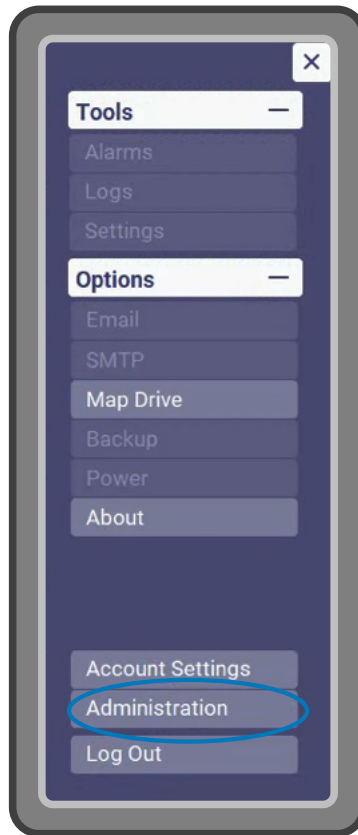 Tools
Alarms
Logs
Settings
Options
Email
SMTP
Map Drive
Backup
Power
About
Account Settings
Administration
Log Out